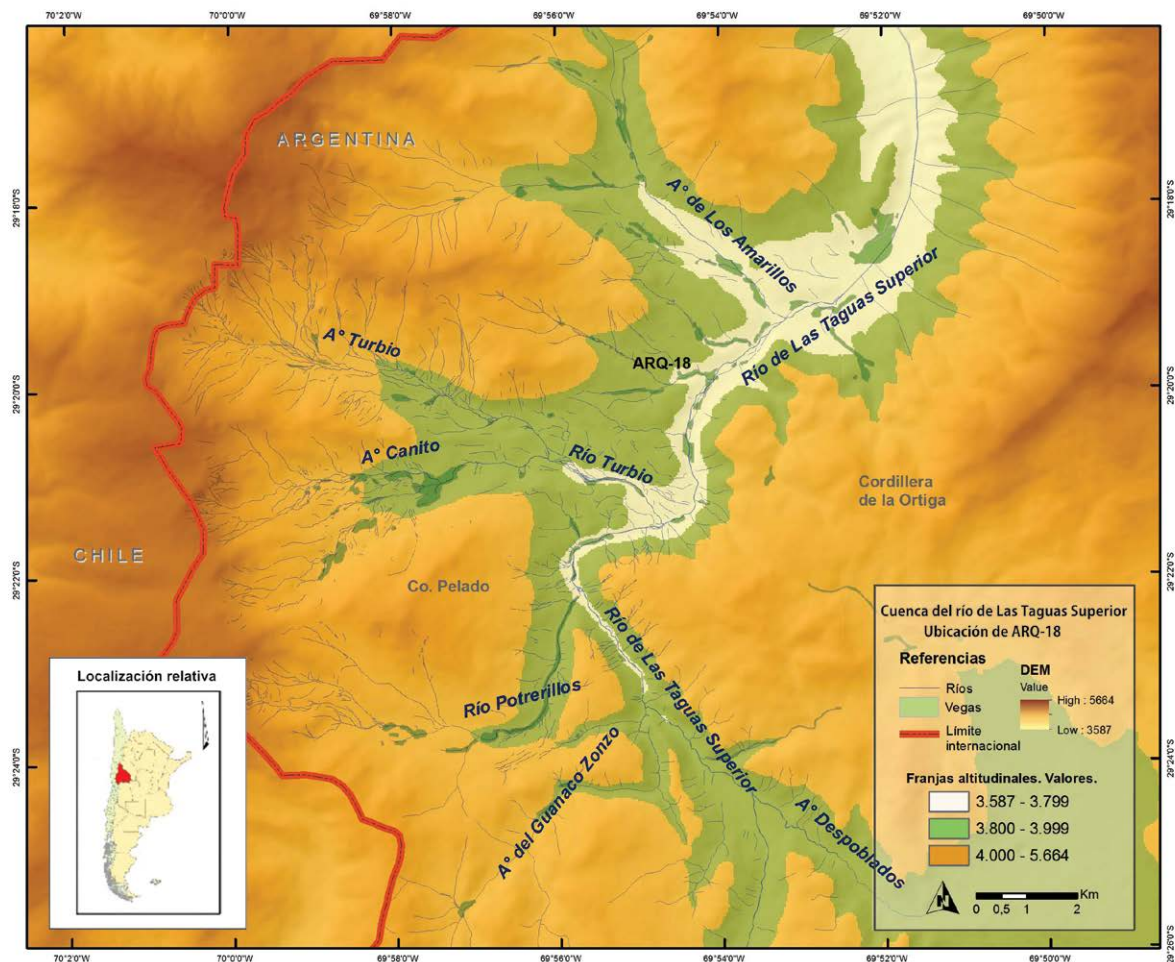 70°2'0"W
70°0'0"W
69°58'0"W
69°56'0"W
69°54'0"W
69°52'0"W
69°50'0"W
ARGENTINA
29°18'0"S
29°18'0"S
A° de Los Amarillos
Río de Las Taguas Superior
A° Turbio
ARQ-18
29°20'0"S
29°20'0"S
A° Canito
Río Turbio
Cordillera
de la Ortiga
CHILE
29°22'0"S
29°22'0"S
Co. Pelado
Río de Las Taguas Superior
Río Potrerillos
A° del Guanaco Zonzo
A° Despoblados
29°24'0"S
29°24'0"S
29°26'0"S
Localización relativa
Cuenca del río de Las Taguas Superior
Ubicación de ARQ-18
Referencias
Ríos
Vegas
Límite
internacional
DEM
Value
High : 5664
Low : 3587
Franjas altitudinales. Valores.
3.587 - 3.799
3.800 - 3.999
4.000 - 5.664
N
0 0,5 1 2 Km
70°2'0"W
70°0'0"W
69°58'0"W
69°56'0"W
69°54'0"W
69°52'0"W
69°50'0"W